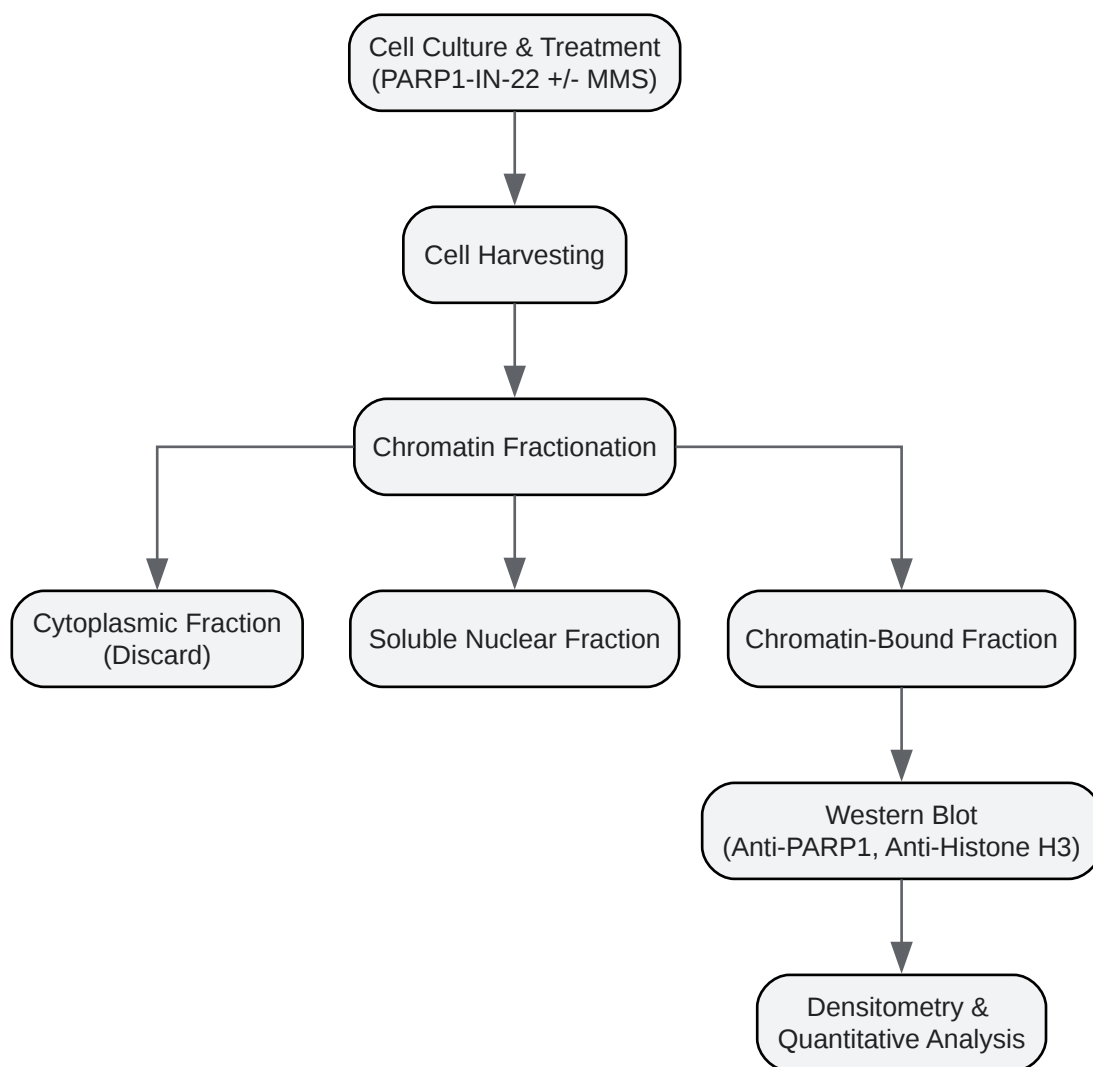 Cell Culture & Treatment
(PARP1-IN-22 +/- MMS)
Cell Harvesting
Chromatin Fractionation
Cytoplasmic Fraction
(Discard)
Soluble Nuclear Fraction
Chromatin-Bound Fraction
Western Blot
(Anti-PARP1, Anti-Histone H3)
Densitometry &
Quantitative Analysis